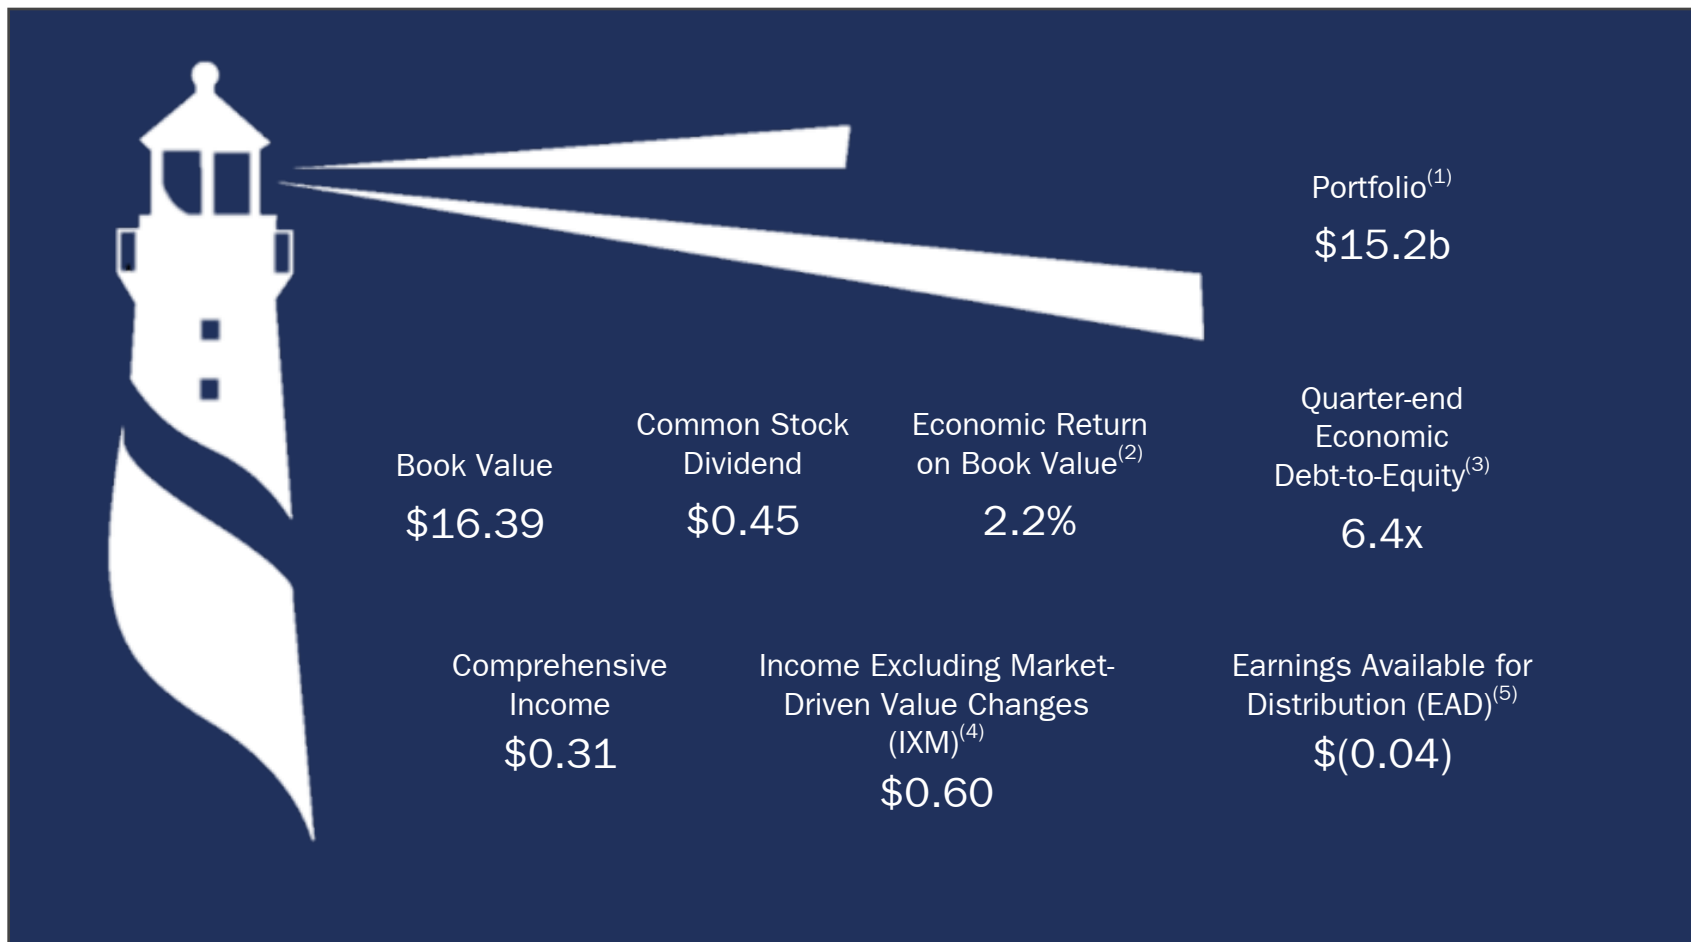 Portfolio(1)
$15.2b
Book Value
$16.39
Common Stock
Dividend
$0.45
Economic Return
on Book Value(2)
2.2%
Quarter-end
Economic
Debt-to-Equity(3)
6.4x
Comprehensive
Income
$0.31
Income Excluding Market-
Driven Value Changes
(IXM)(4)
$0.60
Earnings Available for
Distribution (EAD)(5)
$(0.04)